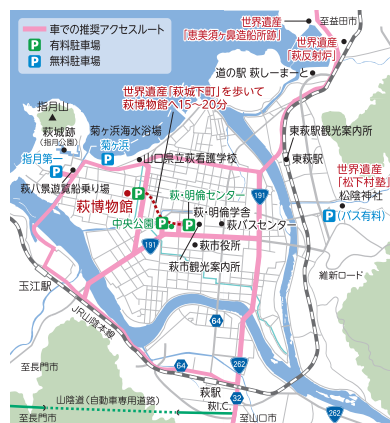 車での推奨アクセスルート
P 有料駐車場
P 無料駐車場
世界遺産
「恵美須ヶ鼻造船所跡」
至益田市
世界遺産
「萩反射炉」
道の駅 萩しーまーと
世界遺産「萩城下町」を歩いて
萩博物館へ15〜20分
指月山
萩城跡
(指月公園)
菊ヶ浜海水浴場
菊ヶ浜
P
指月第一
P
山口県立萩看護学校
東萩駅観光案内所
東萩駅
萩八景遊覧船乗り場
萩博物館
P
萩・明倫センター
191
世界遺産
「松下村塾」
松陰神社
P
(バス有料)
萩・明倫学舎
中央公園
P
P
萩バスセンター
191
萩市役所
萩市観光案内所
維新ロード
玉江駅
JR山陰本線
64
64
262
至長門市
萩駅
32
至長門市
山陰道(自動車専用道路)
萩I.C.
至山口市
262